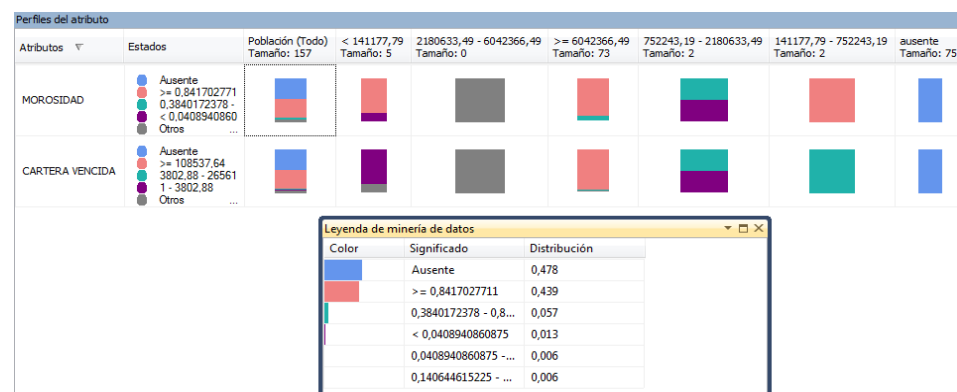 Perfiles del atributo
Atributos Estados Población (Todo) < 141177,79 2180633,49 - 6042366,49 >= 6042366,49 752243,19 - 2180633,49 141177,79 - 752243,19 ausente
Tamaño: 157 Tamaño: 5 Tamaño: 0 Tamaño: 73 Tamaño: 2 Tamaño: 2 Tamaño: 75
MOROSIDAD
Ausente
>= 0,841702771
0,3840172378 -
< 0,0408940860
Otros ...
CARTERA VENCIDA
Ausente
>= 108537,64
3802,88 - 26561
1 - 3802,88
Otros ...
Leyenda de minería de datos
Color Significado Distribución
Ausente 0,478
>= 0,8417027711 0,439
0,3840172378 - 0,8... 0,057
< 0,0408940860875 0,013
0,0408940860875 -... 0,006
0,140644615225 - ... 0,006